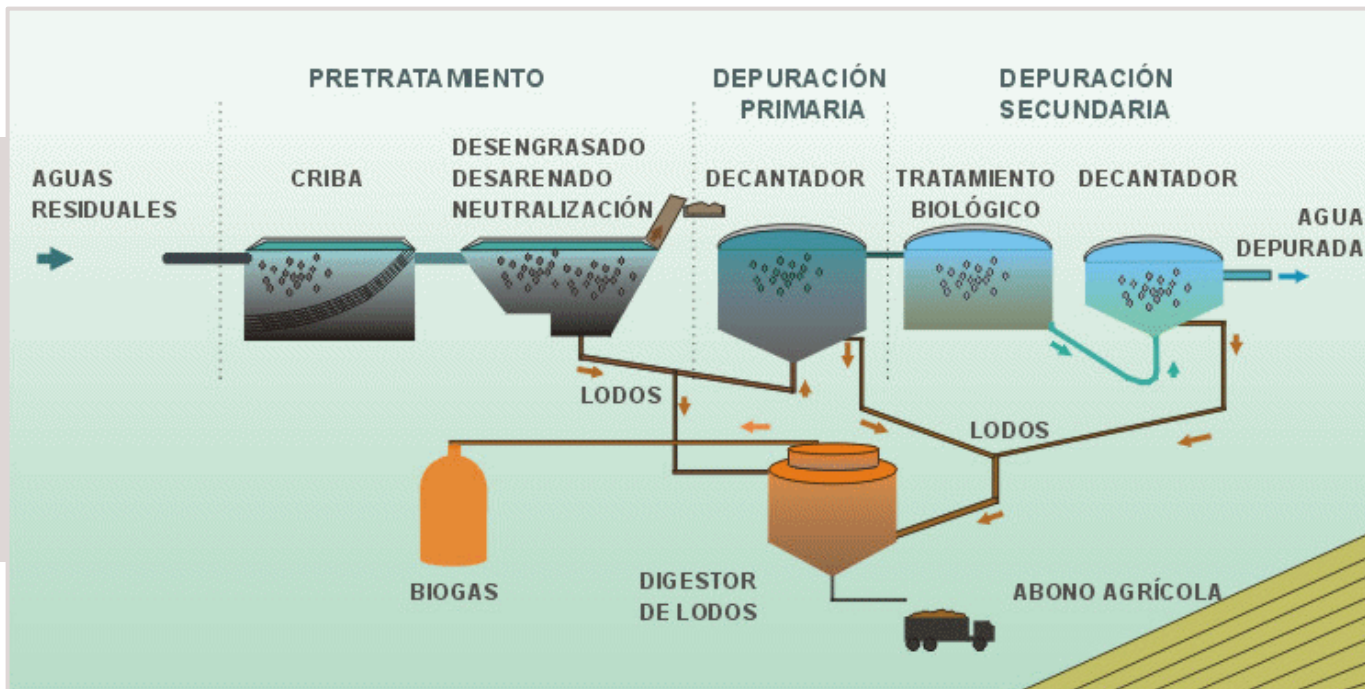 PRETRATAMIENTO
DEPURACIÓN
PRIMARIA
DEPURACIÓN
SECUNDARIA
AGUAS
RESIDUALES
CRIBA
DESENGRASADO
DESARENADO
NEUTRALIZACIÓN
DECANTADOR
TRATAMIENTO
BIOLÓGICO
DECANTADOR
AGUA
DEPURADA
LODOS
LODOS
BIOGAS
DIGESTOR
DE LODOS
ABONO AGRÍCOLA